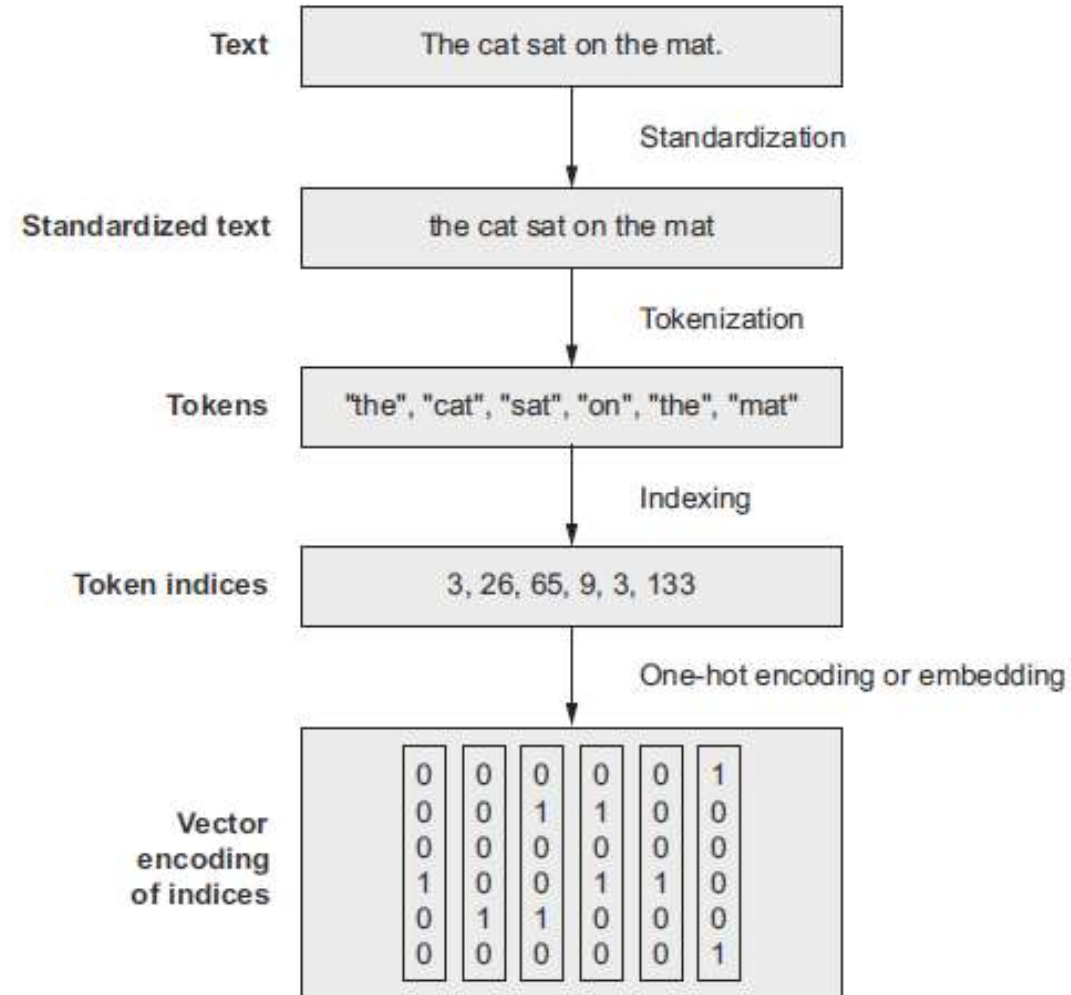 Text
The cat sat on the mat.
Standardization
Standardized text
the cat sat on the mat
Tokenization
Tokens
"the", "cat", "sat", "on", "the", "mat"
Indexing
Token indices
3, 26, 65, 9, 3, 133
One-hot encoding or embedding
Vector
encoding
of indices
0 0 0 0 0 1
0 0 1 1 0 0
0 0 0 0 0 0
1 0 0 1 1 0
0 1 1 0 0 0
0 0 0 0 0 1